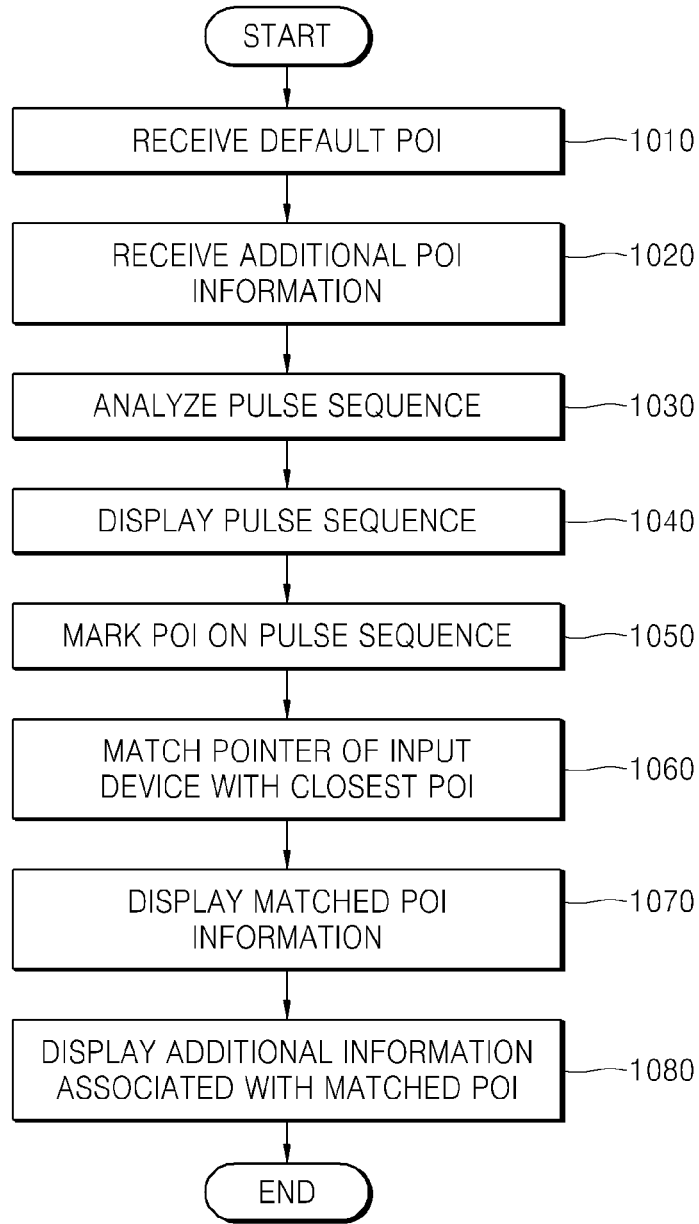 START
RECEIVE DEFAULT POI
1010
RECEIVE ADDITIONAL POI
INFORMATION
1020
ANALYZE PULSE SEQUENCE
1030
DISPLAY PULSE SEQUENCE
1040
MARK POI ON PULSE SEQUENCE
1050
MATCH POINTER OF INPUT
DEVICE WITH CLOSEST POI
1060
DISPLAY MATCHED POI
INFORMATION
1070
DISPLAY ADDITIONAL INFORMATION
ASSOCIATED WITH MATCHED POI
1080
END